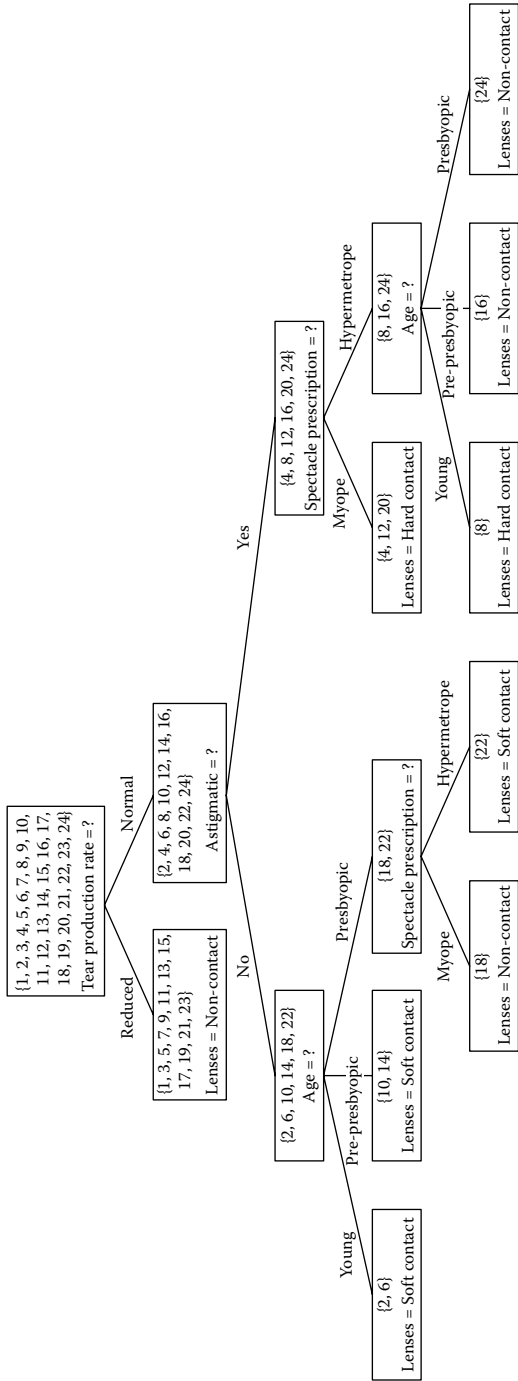 {1, 2, 3, 4, 5, 6, 7, 8, 9, 10,
11, 12, 13, 14, 15, 16, 17,
18, 19, 20, 21, 22, 23, 24}
Tear production rate = ?
Reduced
Normal
{1, 3, 5, 7, 9, 11, 13, 15,
17, 19, 21, 23}
Lenses = Non-contact
{2, 4, 6, 8, 10, 12, 14, 16,
18, 20, 22, 24}
Astigmatic = ?
No
Yes
{2, 6, 10, 14, 18, 22}
Age = ?
{4, 8, 12, 16, 20, 24}
Spectacle prescription = ?
Young
Pre-presbyopic
Presbyopic
Myope
Hypermetrope
{2, 6}
Lenses = Soft contact
{10, 14}
Lenses = Soft contact
{18, 22}
Spectacle prescription = ?
{4, 12, 20}
Lenses = Hard contact
{8, 16, 24}
Age = ?
Myope
Hypermetrope
Young
Pre-presbyopic
Presbyopic
{18}
Lenses = Non-contact
{22}
Lenses = Soft contact
{8}
Lenses = Hard contact
{16}
Lenses = Non-contact
{24}
Lenses = Non-contact